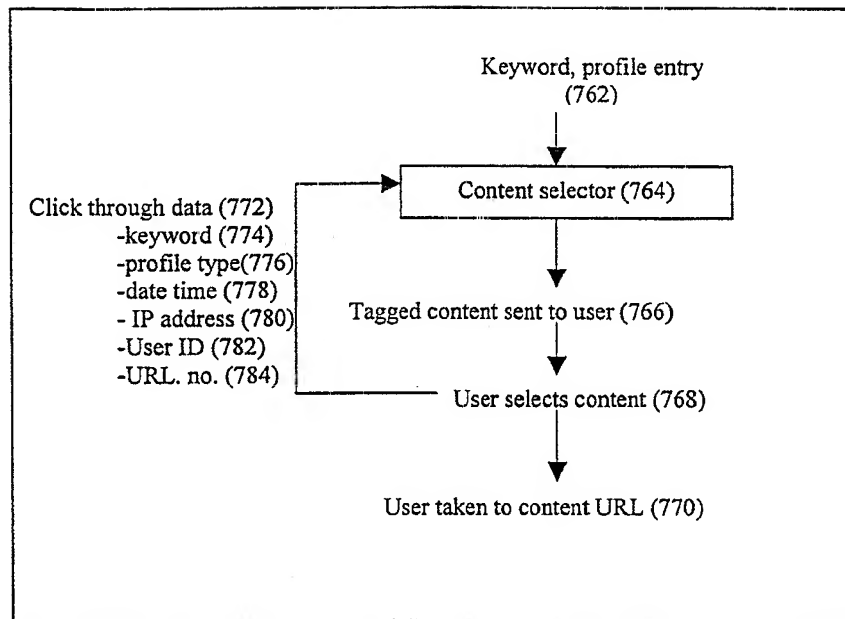 Keyword, profile entry
(762)
Content selector (764)
Click through data (772)
-keyword (774)
-profile type(776)
-date time (778)
- IP address (780)
-User ID (782)
-URL. no. (784)
Tagged content sent to user (766)
User selects content (768)
User taken to content URL (770)